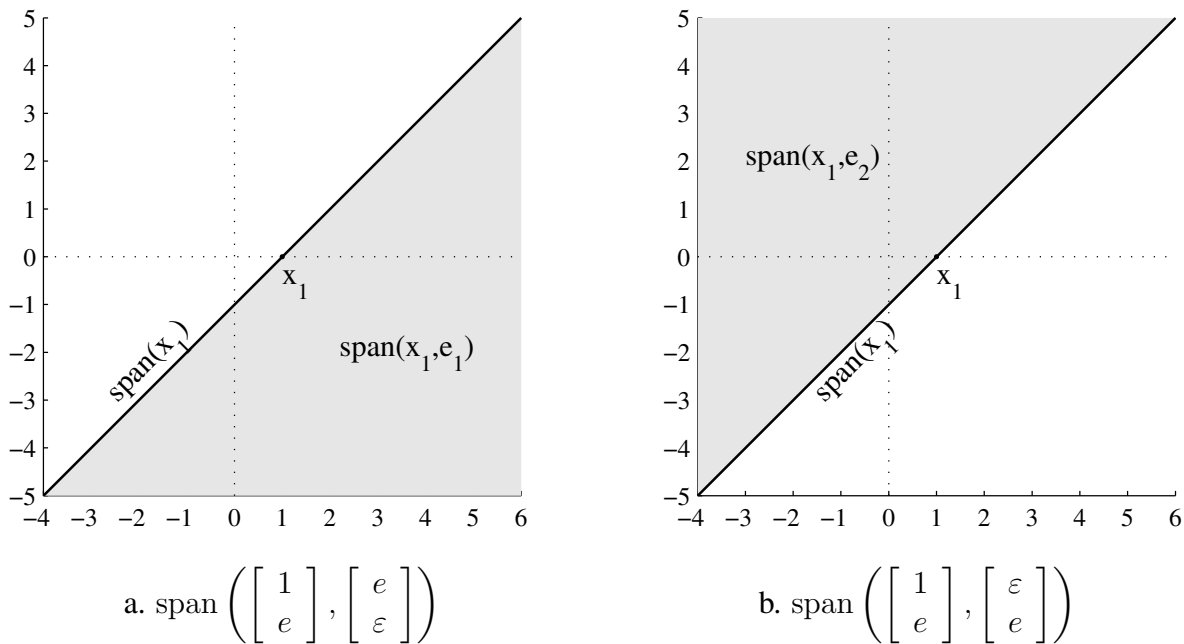 5
4
3
2
1
0
−1
−2
−3
−4
−5
−4 −3 −2 −1 0 1 2 3 4 5 6
x₁
span(x₁)
span(x₁,e₁)
a. span ( [ 1 e ] , [ e ε ] )
5
4
3
2
1
0
−1
−2
−3
−4
−5
−4 −3 −2 −1 0 1 2 3 4 5 6
span(x₁,e₂)
x₁
span(x₁)
b. span ( [ 1 e ] , [ ε e ] )